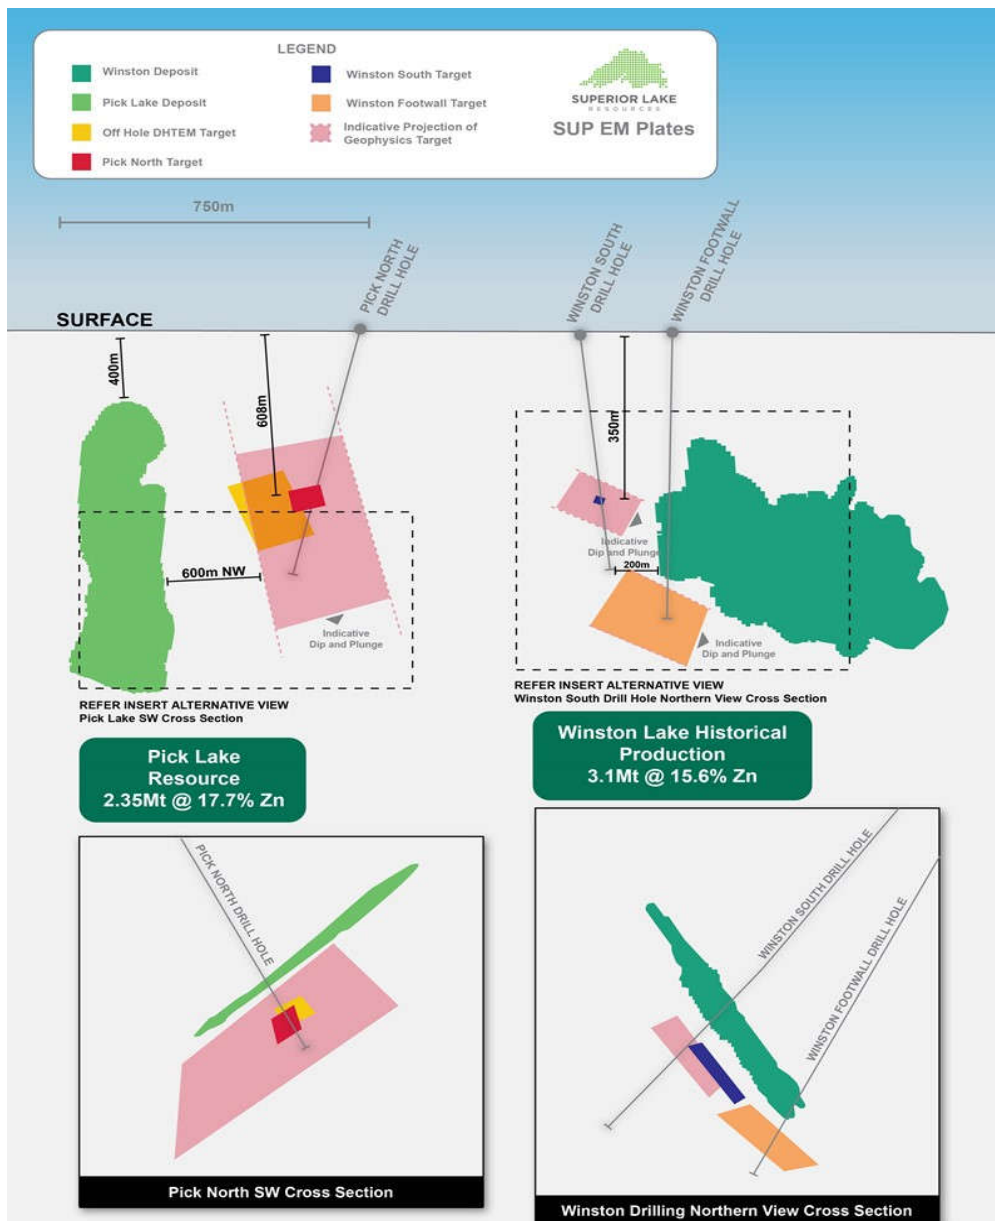 LEGEND
Winston Deposit
Pick Lake Deposit
Off Hole DHTEM Target
Pick North Target
Winston South Target
Winston Footwall Target
Indicative Projection of
Geophysics Target
SUPERIOR LAKE
RESOURCES
SUP EM Plates
750m
PICK NORTH
DRILL HOLE
WINSTON SOUTH
DRILL HOLE
WINSTON FOOTWALL
DRILL HOLE
SURFACE
400m
608m
350m
600m NW
Indicative
Dip and Plunge
200m
Indicative
Dip and Plunge
Indicative
Dip and Plunge
REFER INSERT ALTERNATIVE VIEW
Pick Lake SW Cross Section
REFER INSERT ALTERNATIVE VIEW
Winston South Drill Hole Northern View Cross Section
Pick Lake
Resource
2.35Mt @ 17.7% Zn
Winston Lake Historical
Production
3.1Mt @ 15.6% Zn
PICK NORTH DRILL HOLE
Pick North SW Cross Section
WINSTON SOUTH DRILL HOLE
WINSTON FOOTWALL DRILL HOLE
Winston Drilling Northern View Cross Section